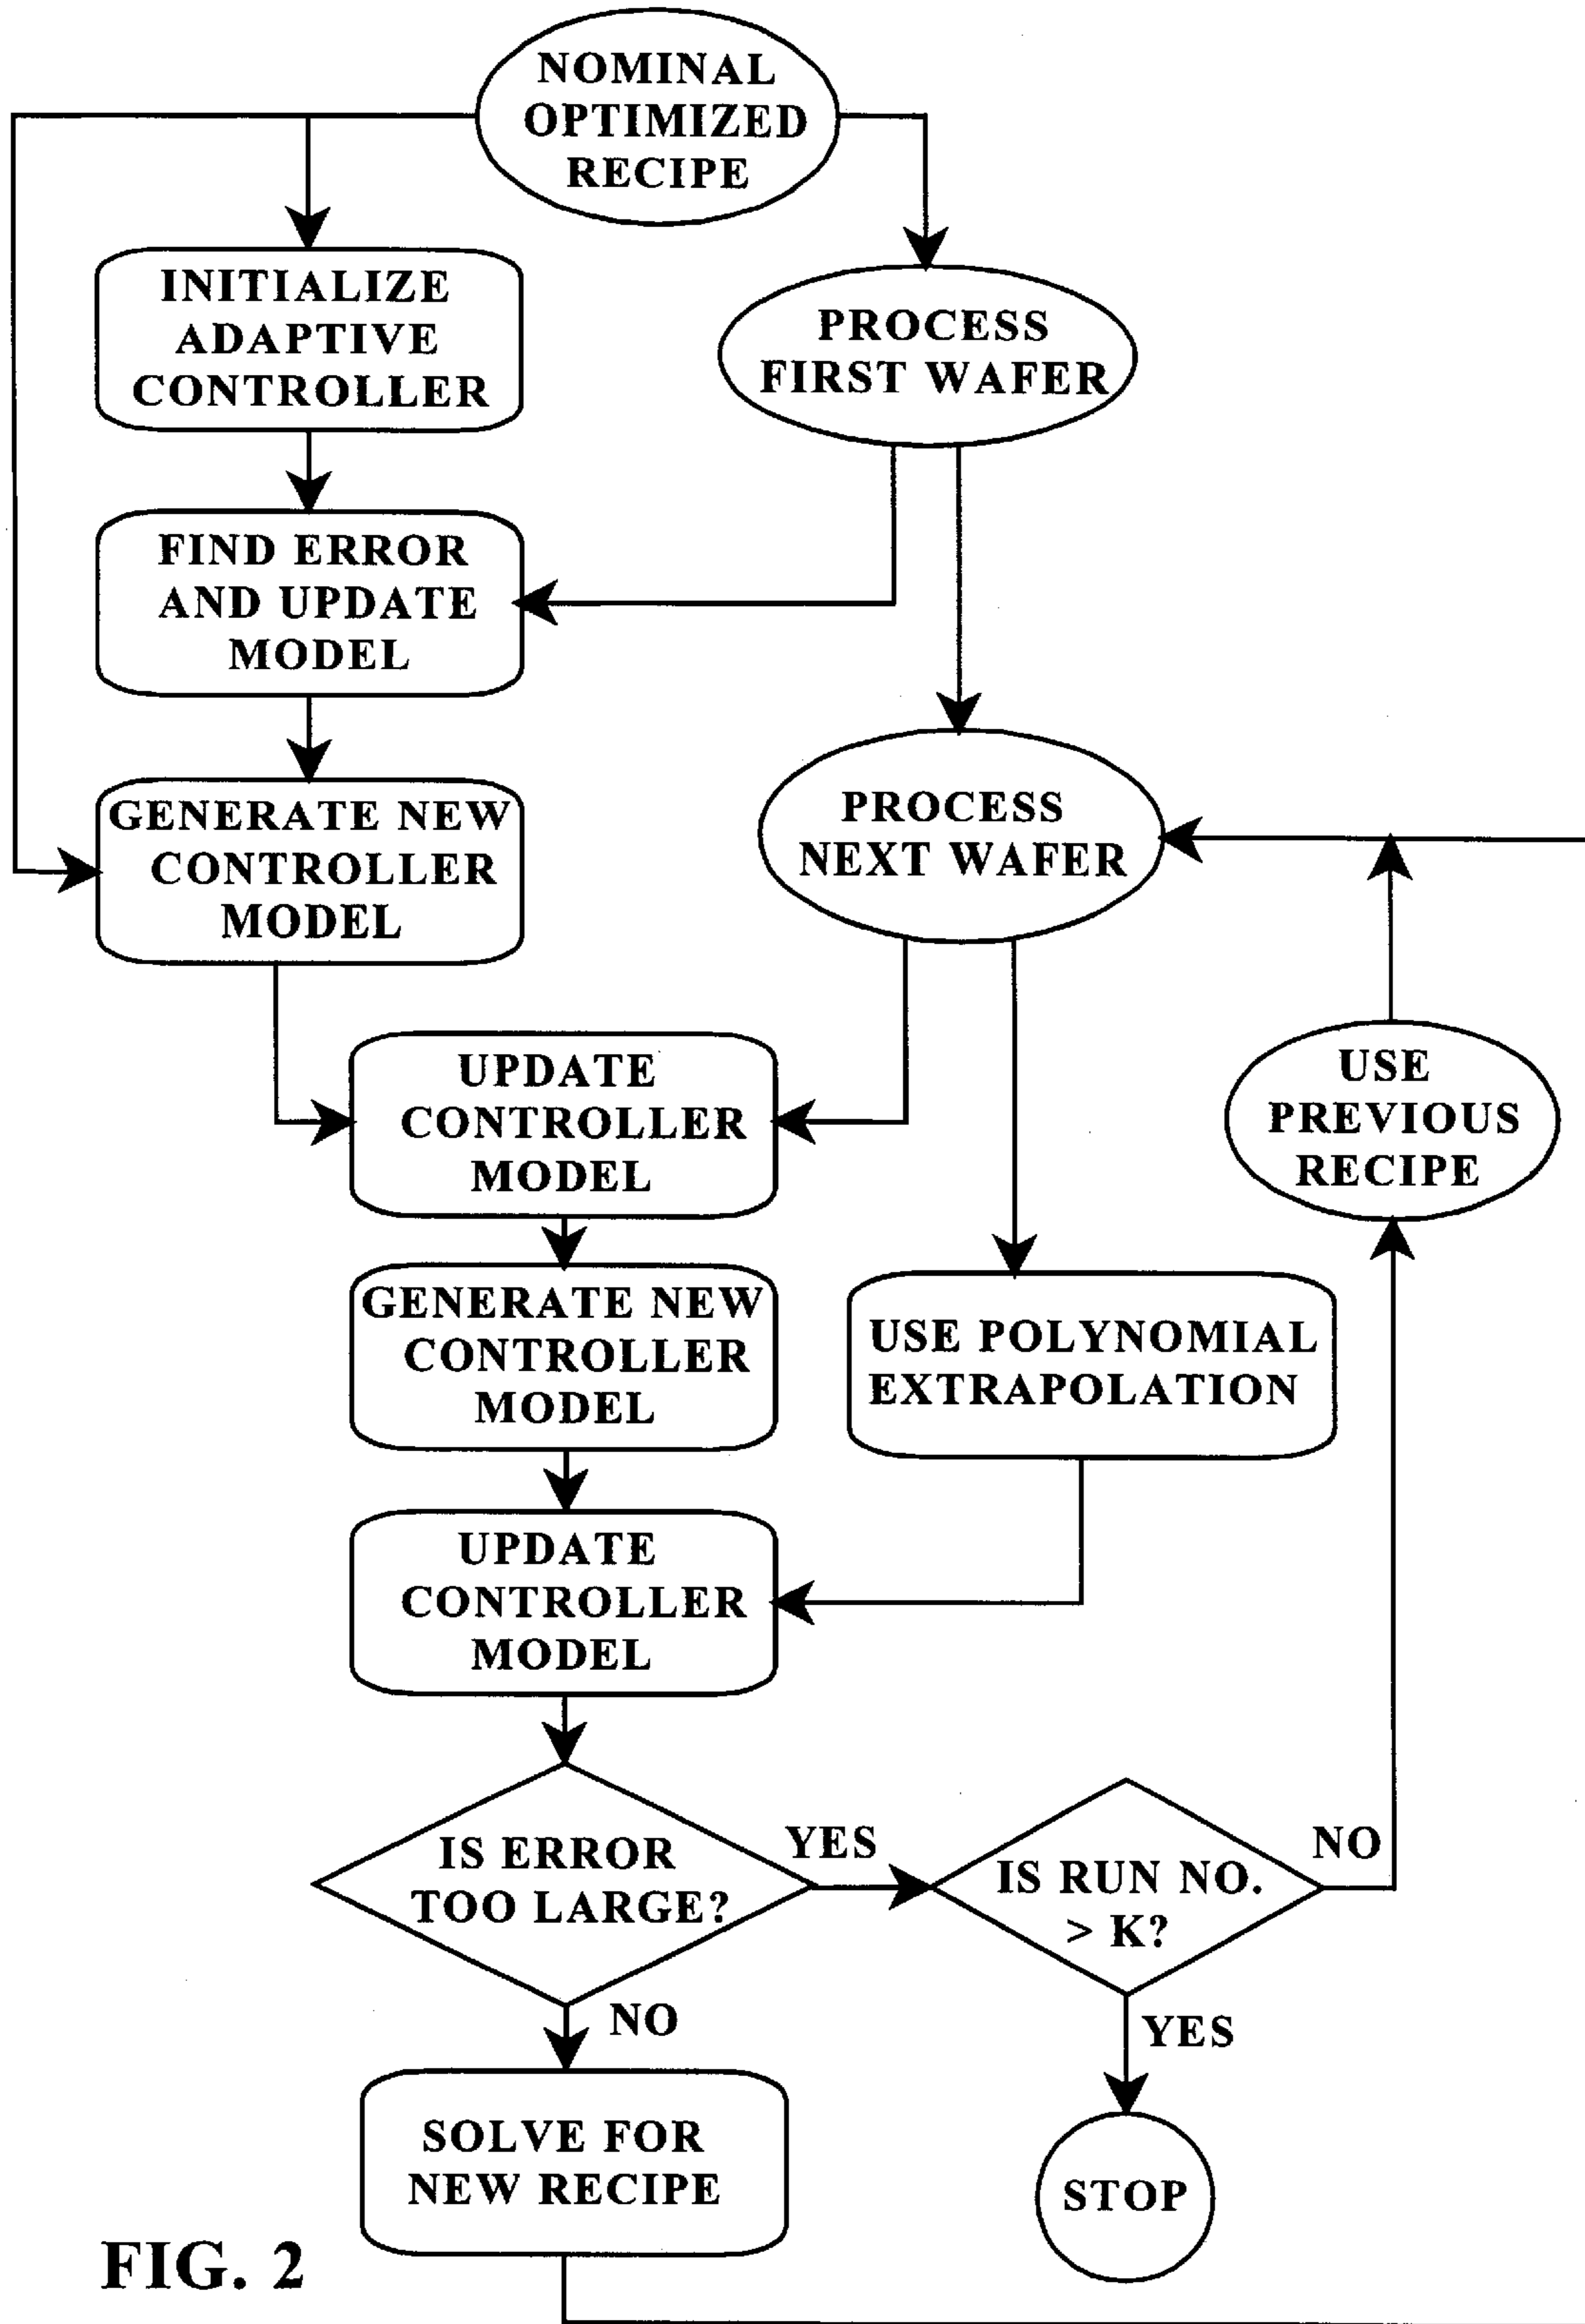 NOMINAL
OPTIMIZED
RECIPE
INITIALIZE
ADAPTIVE
CONTROLLER
PROCESS
FIRST WAFER
FIND ERROR
AND UPDATE
MODEL
GENERATE NEW
CONTROLLER
MODEL
PROCESS
NEXT WAFER
UPDATE
CONTROLLER
MODEL
USE
PREVIOUS
RECIPE
GENERATE NEW
CONTROLLER
MODEL
USE POLYNOMIAL
EXTRAPOLATION
UPDATE
CONTROLLER
MODEL
IS ERROR
TOO LARGE?
YES
IS RUN NO.
> K?
NO
NO
YES
SOLVE FOR
NEW RECIPE
STOP
FIG. 2